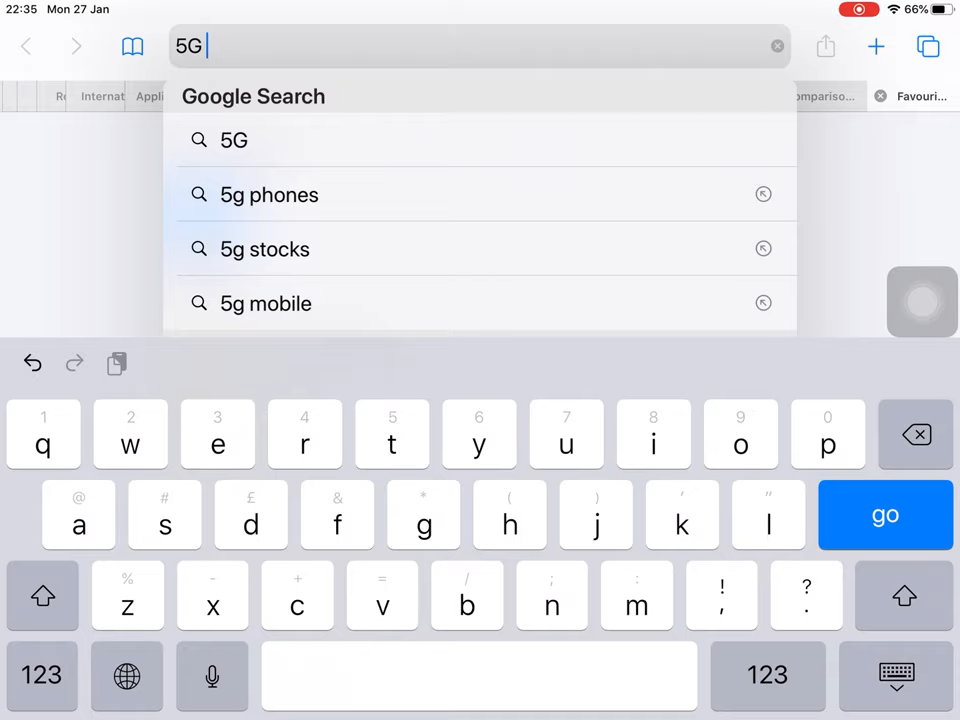 22:35 Mon 27 Jan 66%
5G
Re Internat Appli ompariso... Favouri...
Google Search
5G
5g phones
5g stocks
5g mobile
1 2 3 4 5 6 7 8 9 0
q w e r t y u i o p
@ # £ & * ( ) ' "
a s d f g h j k l go
% - + = / ; : ! ?
z x c v b n m , .
123 123